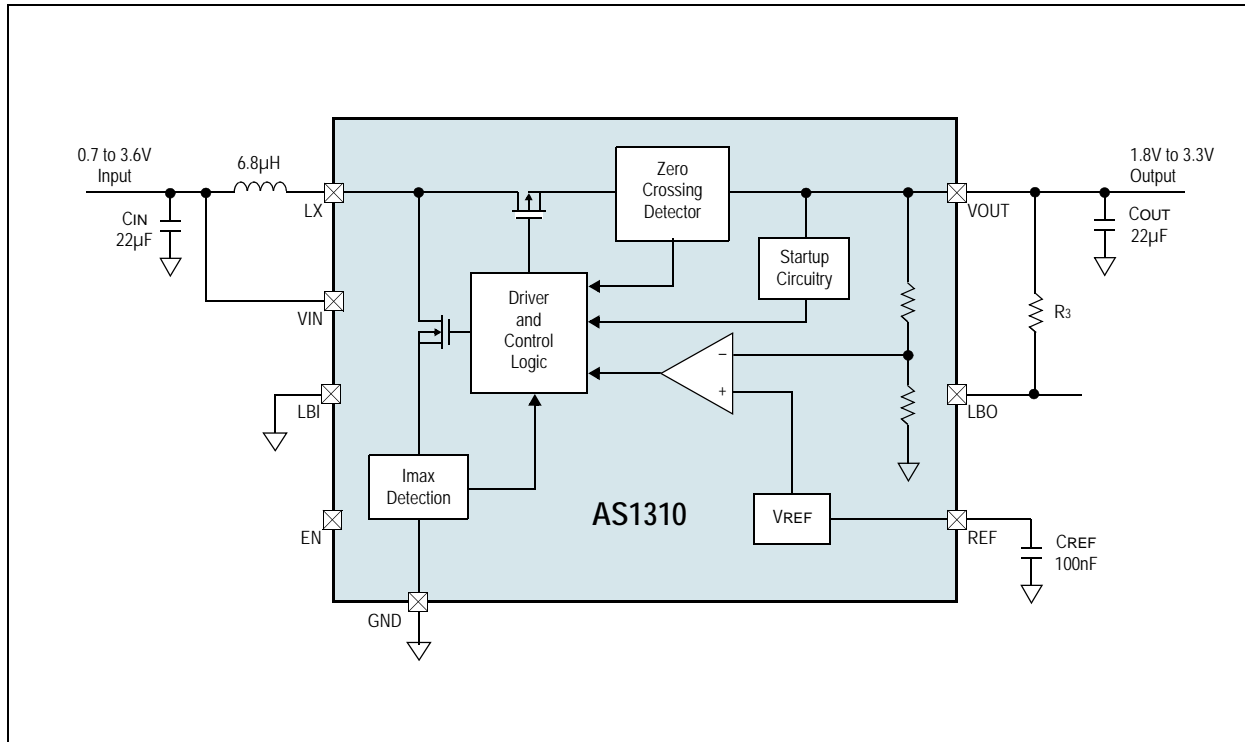 0.7 to 3.6V
Input
6.8µH
CIN
22µF
LX
VIN
LBI
EN
GND
Zero
Crossing
Detector
Startup
Circuitry
Driver
and
Control
Logic
Imax
Detection
−
+
VREF
AS1310
1.8V to 3.3V
Output
VOUT
COUT
22µF
R3
LBO
REF
CREF
100nF